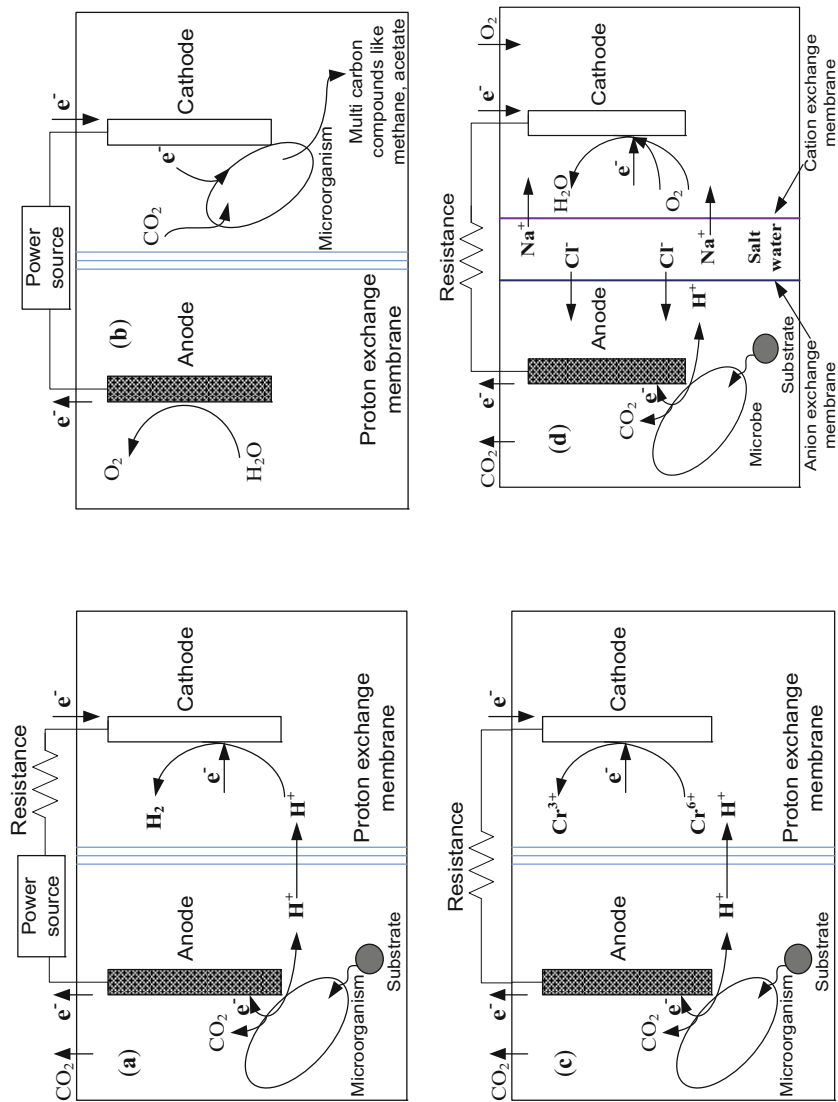 (a)
CO2
e-
Power
source
Resistance
e-
Anode
Cathode
CO2
e-
H+
H+
H2
e-
Microorganism
Substrate
Proton exchange
membrane
(b)
e-
Power
source
e-
Anode
Cathode
O2
H2O
CO2
e-
Microorganism
Multi carbon
compounds like
methane, acetate
Proton exchange
membrane
(c)
CO2
e-
Resistance
e-
Anode
Cathode
CO2
e-
H+
H+
Cr3+
e-
Cr6+
Microorganism
Substrate
Proton exchange
membrane
(d)
CO2
e-
Resistance
e-
O2
Anode
Cathode
CO2
e-
H+
Cl-
Cl-
Na+
Na+
H2O
e-
O2
Salt
water
Microbe
Substrate
Anion exchange
membrane
Cation exchange
membrane